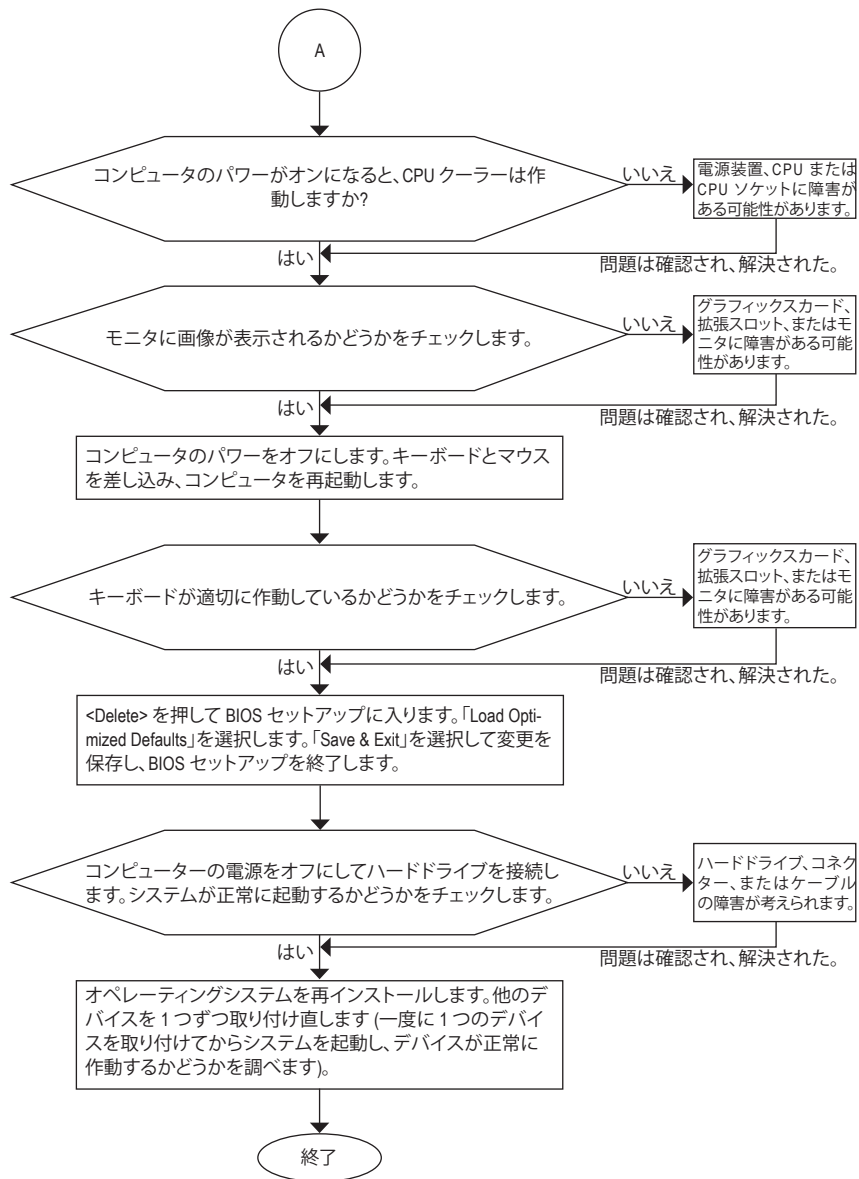 A
コンピュータのパワーがオンになると、CPU クーラーは作
動しますか?
いいえ
電源装置、CPU または
CPU ソケットに障害が
ある可能性があります。
はい
問題は確認され、解決された。
モニタに画像が表示されるかどうかをチェックします。
いいえ
グラフィックスカード、
拡張スロット、またはモ
ニタに障害がある可能
性があります。
はい
問題は確認され、解決された。
コンピュータのパワーをオフにします。キーボードとマウス
を差し込み、コンピュータを再起動します。
キーボードが適切に作動しているかどうかをチェックします。
いいえ
グラフィックスカード、
拡張スロット、またはモ
ニタに障害がある可能
性があります。
はい
問題は確認され、解決された。
<Delete> を押して BIOS セットアップに入ります。「Load Opti-
mized Defaults」を選択します。「Save & Exit」を選択して変更を
保存し、BIOS セットアップを終了します。
コンピューターの電源をオフにしてハードドライブを接続し
ます。システムが正常に起動するかどうかをチェックします。
いいえ
ハードドライブ、コネク
ター、またはケーブル
の障害が考えられます。
はい
問題は確認され、解決された。
オペレーティングシステムを再インストールします。他のデ
バイスを 1 つずつ取り付け直します (一度に 1 つのデバイ
スを取り付けてからシステムを起動し、デバイスが正常に
作動するかどうかを調べます)。
終了